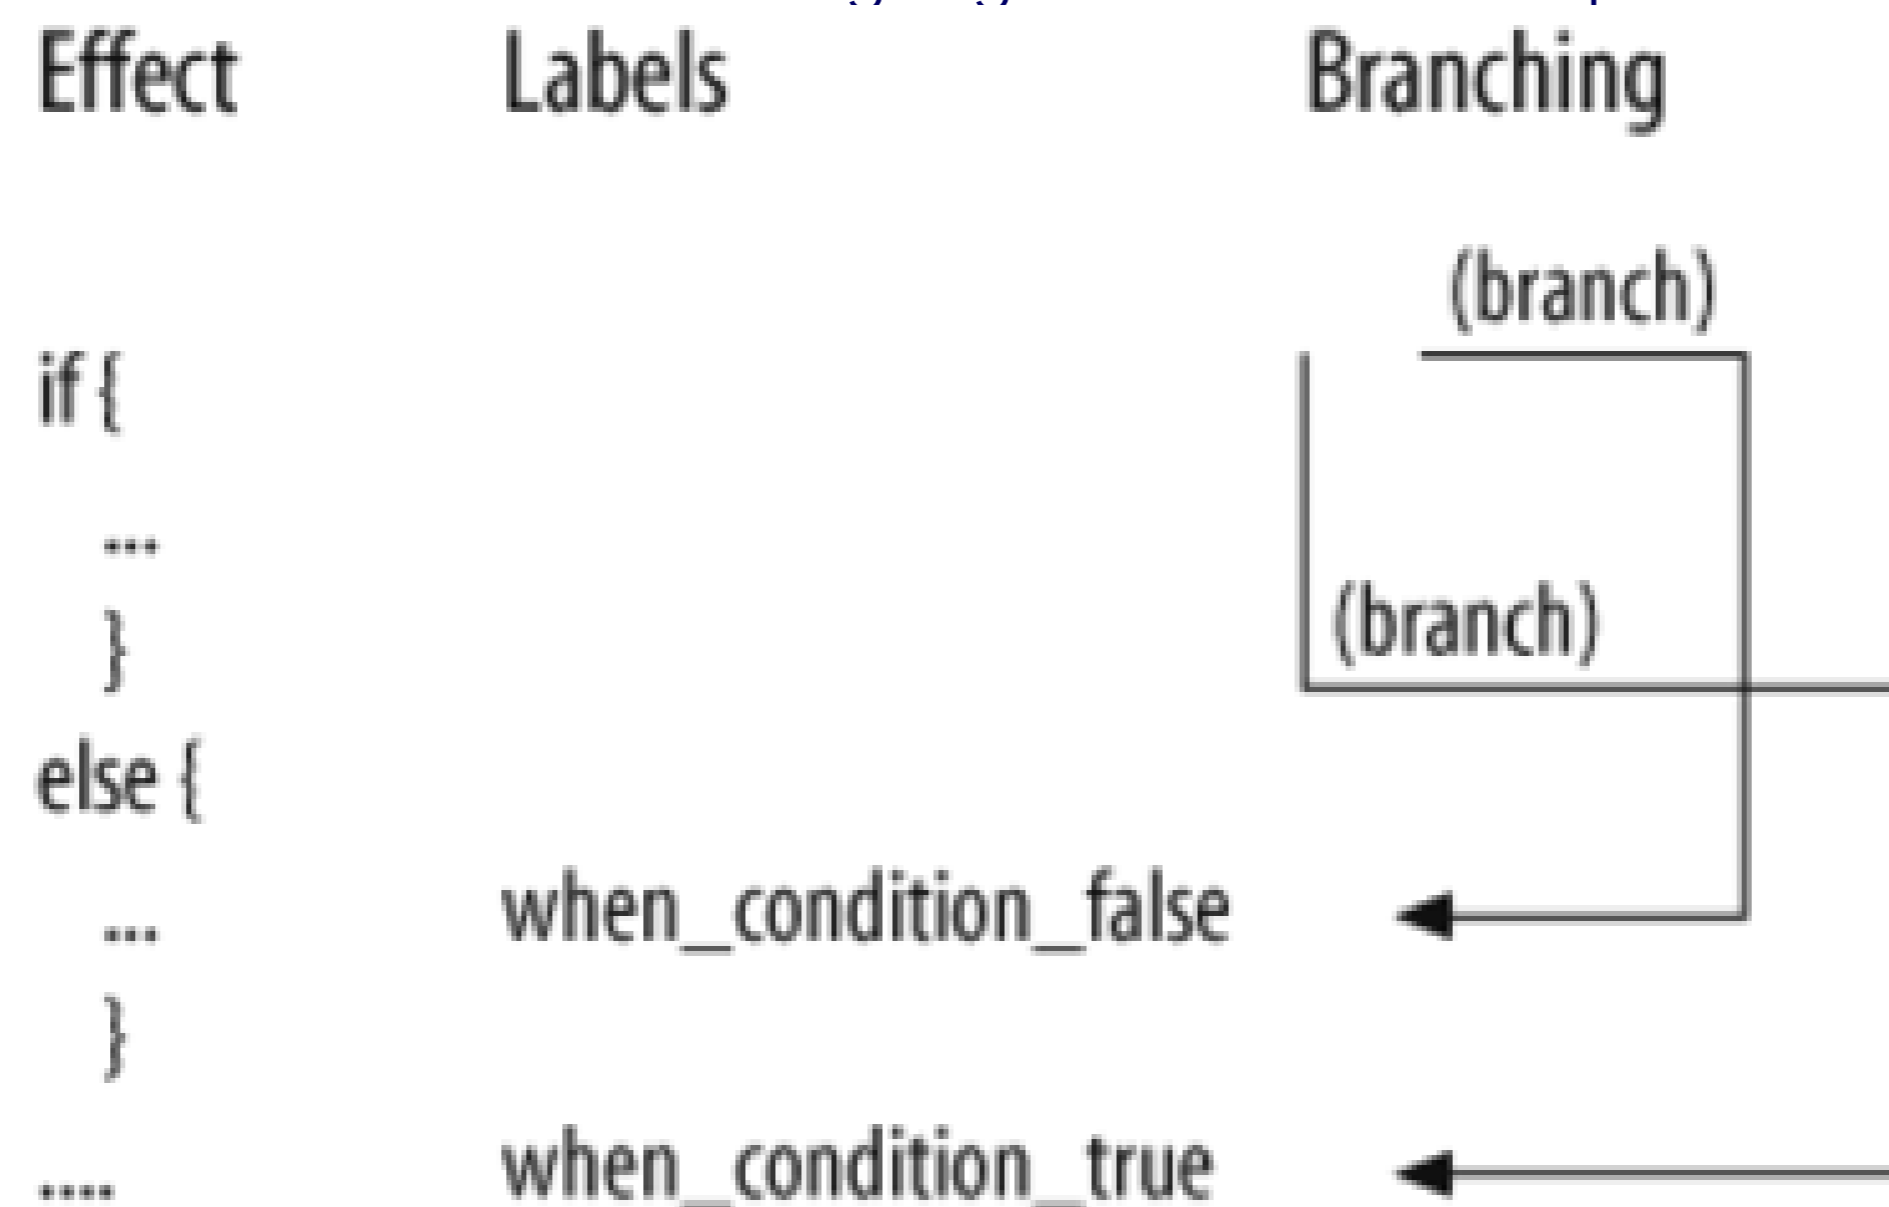 Effect Labels Branching
(branch)
if {
...
(branch)
}
else {
... when_condition_false
}
.... when_condition_true